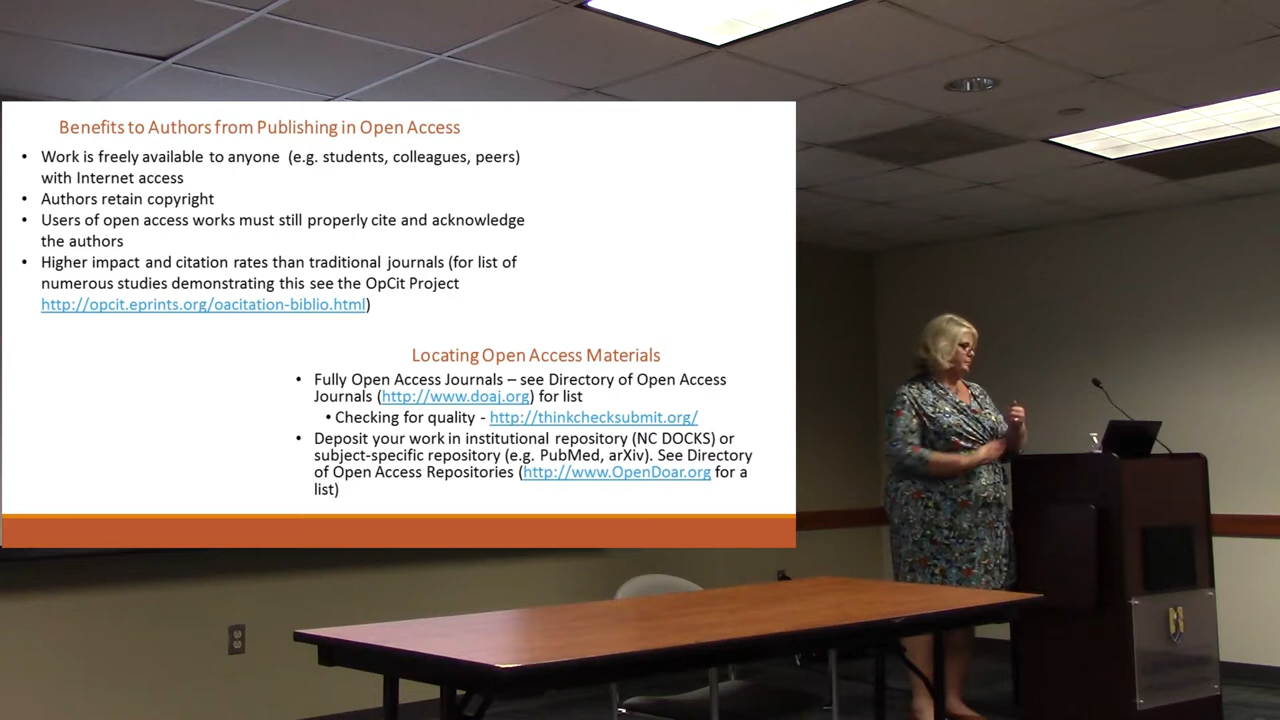 Benefits to Authors from Publishing in Open Access
• Work is freely available to anyone (e.g. students, colleagues, peers)
with Internet access
• Authors retain copyright
• Users of open access works must still properly cite and acknowledge
the authors
• Higher impact and citation rates than traditional journals (for list of
numerous studies demonstrating this see the OpCit Project
http://opcit.eprints.org/oacitation-biblio.html)
Locating Open Access Materials
• Fully Open Access Journals – see Directory of Open Access
Journals (http://www.doaj.org) for list
• Checking for quality - http://thinkchecksubmit.org/
• Deposit your work in institutional repository (NC DOCKS) or
subject-specific repository (e.g. PubMed, arXiv). See Directory
of Open Access Repositories (http://www.OpenDoar.org for a
list)